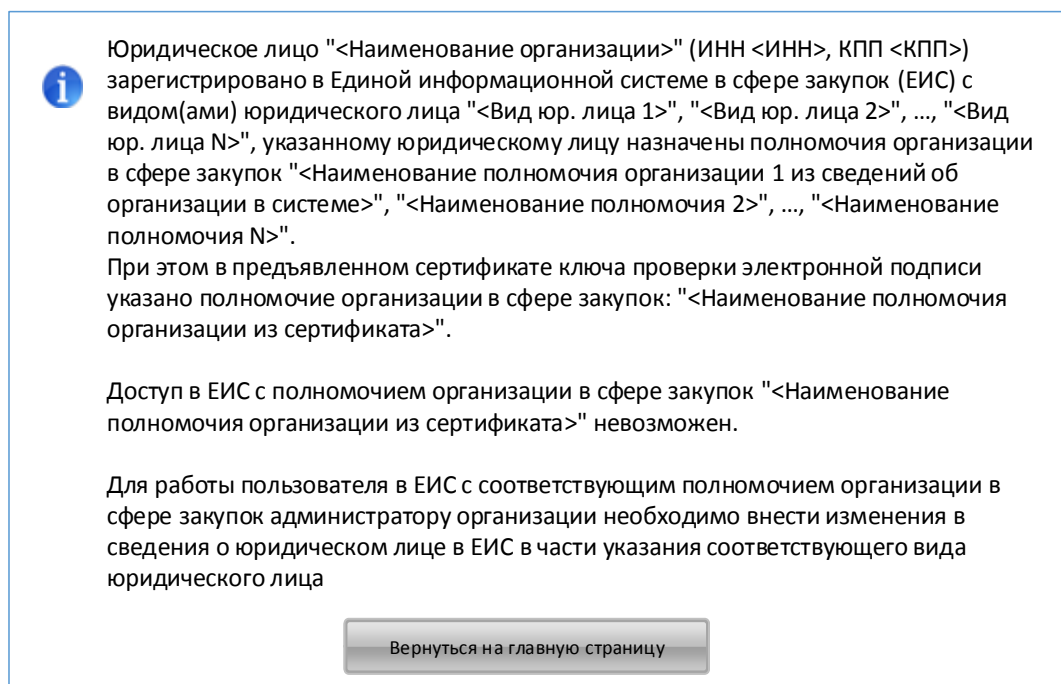 Юридическое лицо "<Наименование организации>" (ИНН <ИНН>, КПП <КПП>)
зарегистрировано в Единой информационной системе в сфере закупок (ЕИС) с
видом(ами) юридического лица "<Вид юр. лица 1>", "<Вид юр. лица 2>", ..., "<Вид
юр. лица N>", указанному юридическому лицу назначены полномочия организации
в сфере закупок "<Наименование полномочия организации 1 из сведений об
организации в системе>", "<Наименование полномочия 2>", ..., "<Наименование
полномочия N>".
При этом в предъявленном сертификате ключа проверки электронной подписи
указано полномочие организации в сфере закупок: "<Наименование полномочия
организации из сертификата>".
Доступ в ЕИС с полномочием организации в сфере закупок "<Наименование
полномочия организации из сертификата>" невозможен.
Для работы пользователя в ЕИС с соответствующим полномочием организации в
сфере закупок администратору организации необходимо внести изменения в
сведения о юридическом лице в ЕИС в части указания соответствующего вида
юридического лица
Вернуться на главную страницу